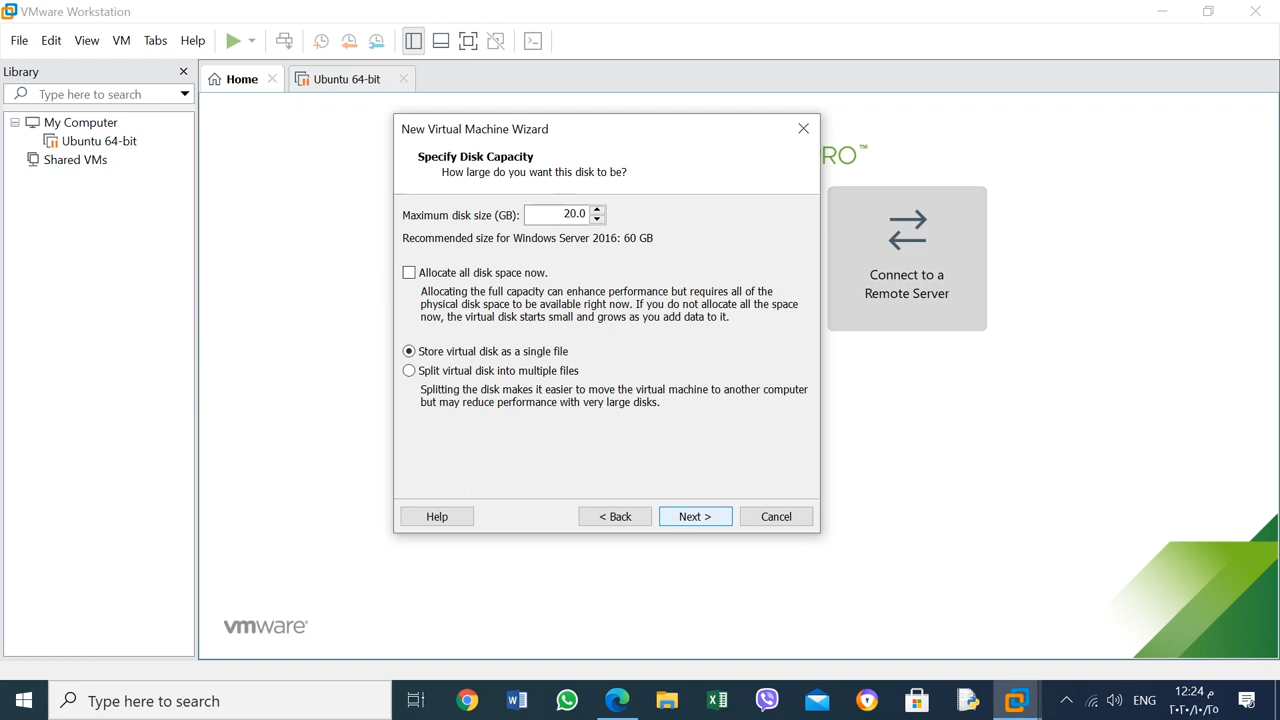 VMware Workstation
File Edit View VM Tabs Help
Library
Type here to search
My Computer
Ubuntu 64-bit
Shared VMs
Home
Ubuntu 64-bit
RO™
Connect to a
Remote Server
New Virtual Machine Wizard
Specify Disk Capacity
How large do you want this disk to be?
Maximum disk size (GB): 20.0
Recommended size for Windows Server 2016: 60 GB
Allocate all disk space now.
Allocating the full capacity can enhance performance but requires all of the
physical disk space to be available right now. If you do not allocate all the space
now, the virtual disk starts small and grows as you add data to it.
Store virtual disk as a single file
Split virtual disk into multiple files
Splitting the disk makes it easier to move the virtual machine to another computer
but may reduce performance with very large disks.
Help < Back Next > Cancel
vmware®
Type here to search
ENG
12:24 م
٢٠٢٠/١٠/٢٥